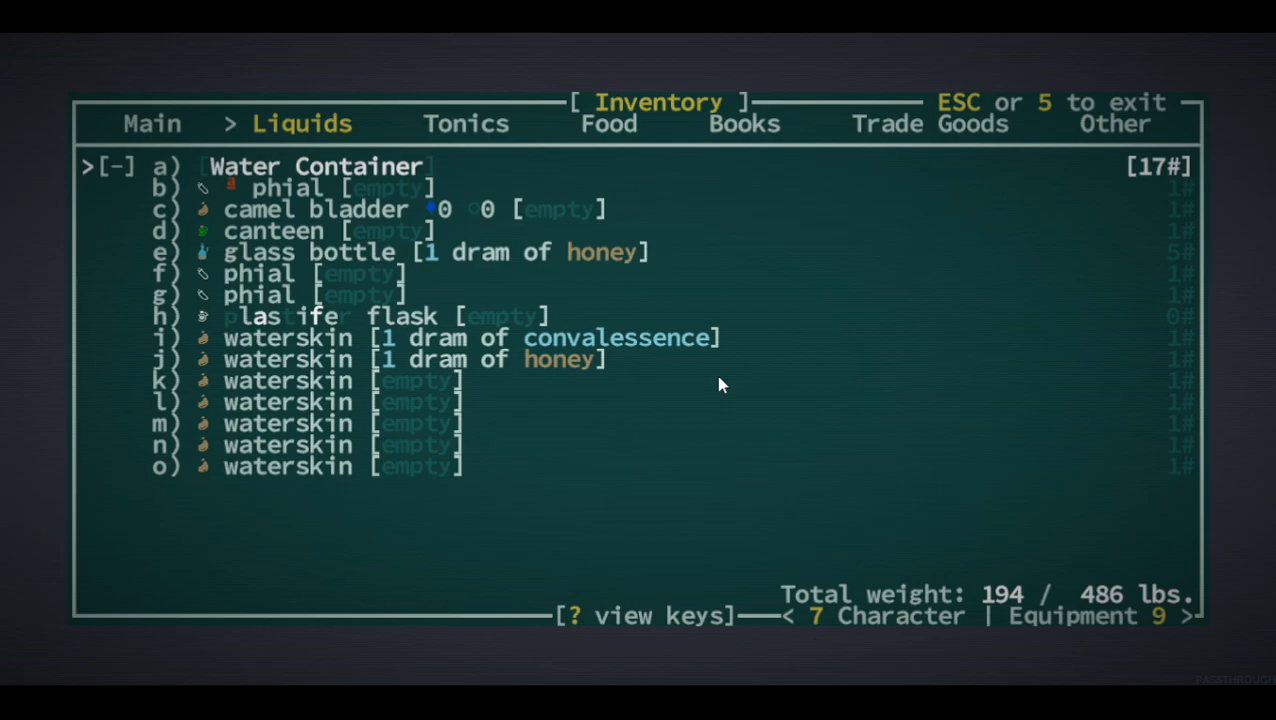 [ Inventory ] ESC or 5 to exit
Main > Liquids Tonics Food Books Trade Goods Other
>[-] a) [Water Container] [17#]
b) ª phial [empty] 1#
c) camel bladder ♦0 ○0 [empty] 1#
d) canteen [empty] 1#
e) glass bottle [1 dram of honey] 5#
f) phial [empty] 1#
g) phial [empty] 1#
h) plastifer flask [empty] 0#
i) waterskin [1 dram of convalessence] 1#
j) waterskin [1 dram of honey] 1#
k) waterskin [empty] 1#
l) waterskin [empty] 1#
m) waterskin [empty] 1#
n) waterskin [empty] 1#
o) waterskin [empty] 1#
Total weight: 194 / 486 lbs.
[? view keys] < 7 Character | Equipment 9 >
PASSTHROUGH